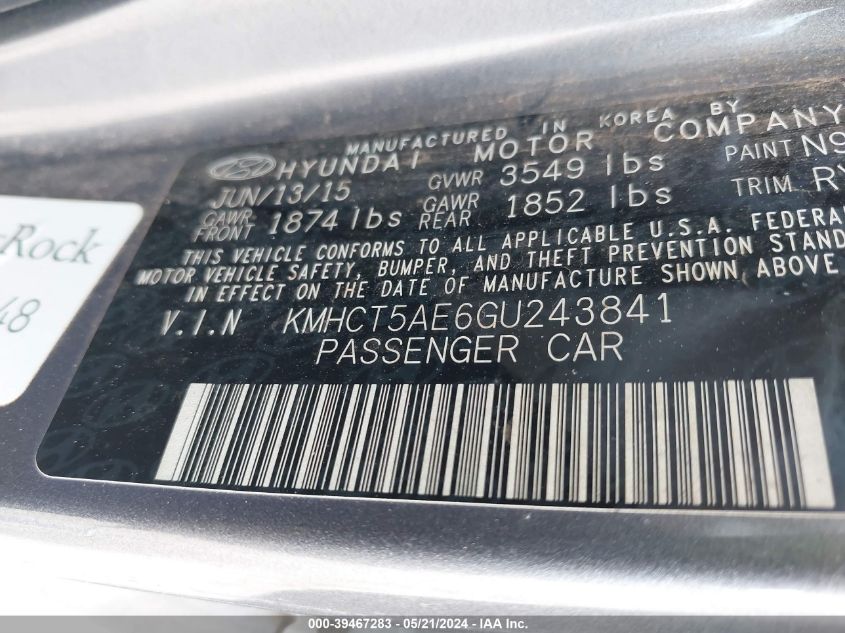 MANUFACTURED IN KOREA BY
HYUNDAI MOTOR COMPANY
JUN/13/15 GVWR 3549 lbs PAINT N9
GAWR FRONT 1874 lbs GAWR REAR 1852 lbs TRIM RY
THIS VEHICLE CONFORMS TO ALL APPLICABLE U.S.A. FEDERAL
MOTOR VEHICLE SAFETY, BUMPER, AND THEFT PREVENTION STAND
IN EFFECT ON THE DATE OF MANUFACTURE SHOWN ABOVE
V.I.N KMHCT5AE6GU243841
PASSENGER CAR
Rock
48
000-39467283 - 05/21/2024 - IAA Inc.